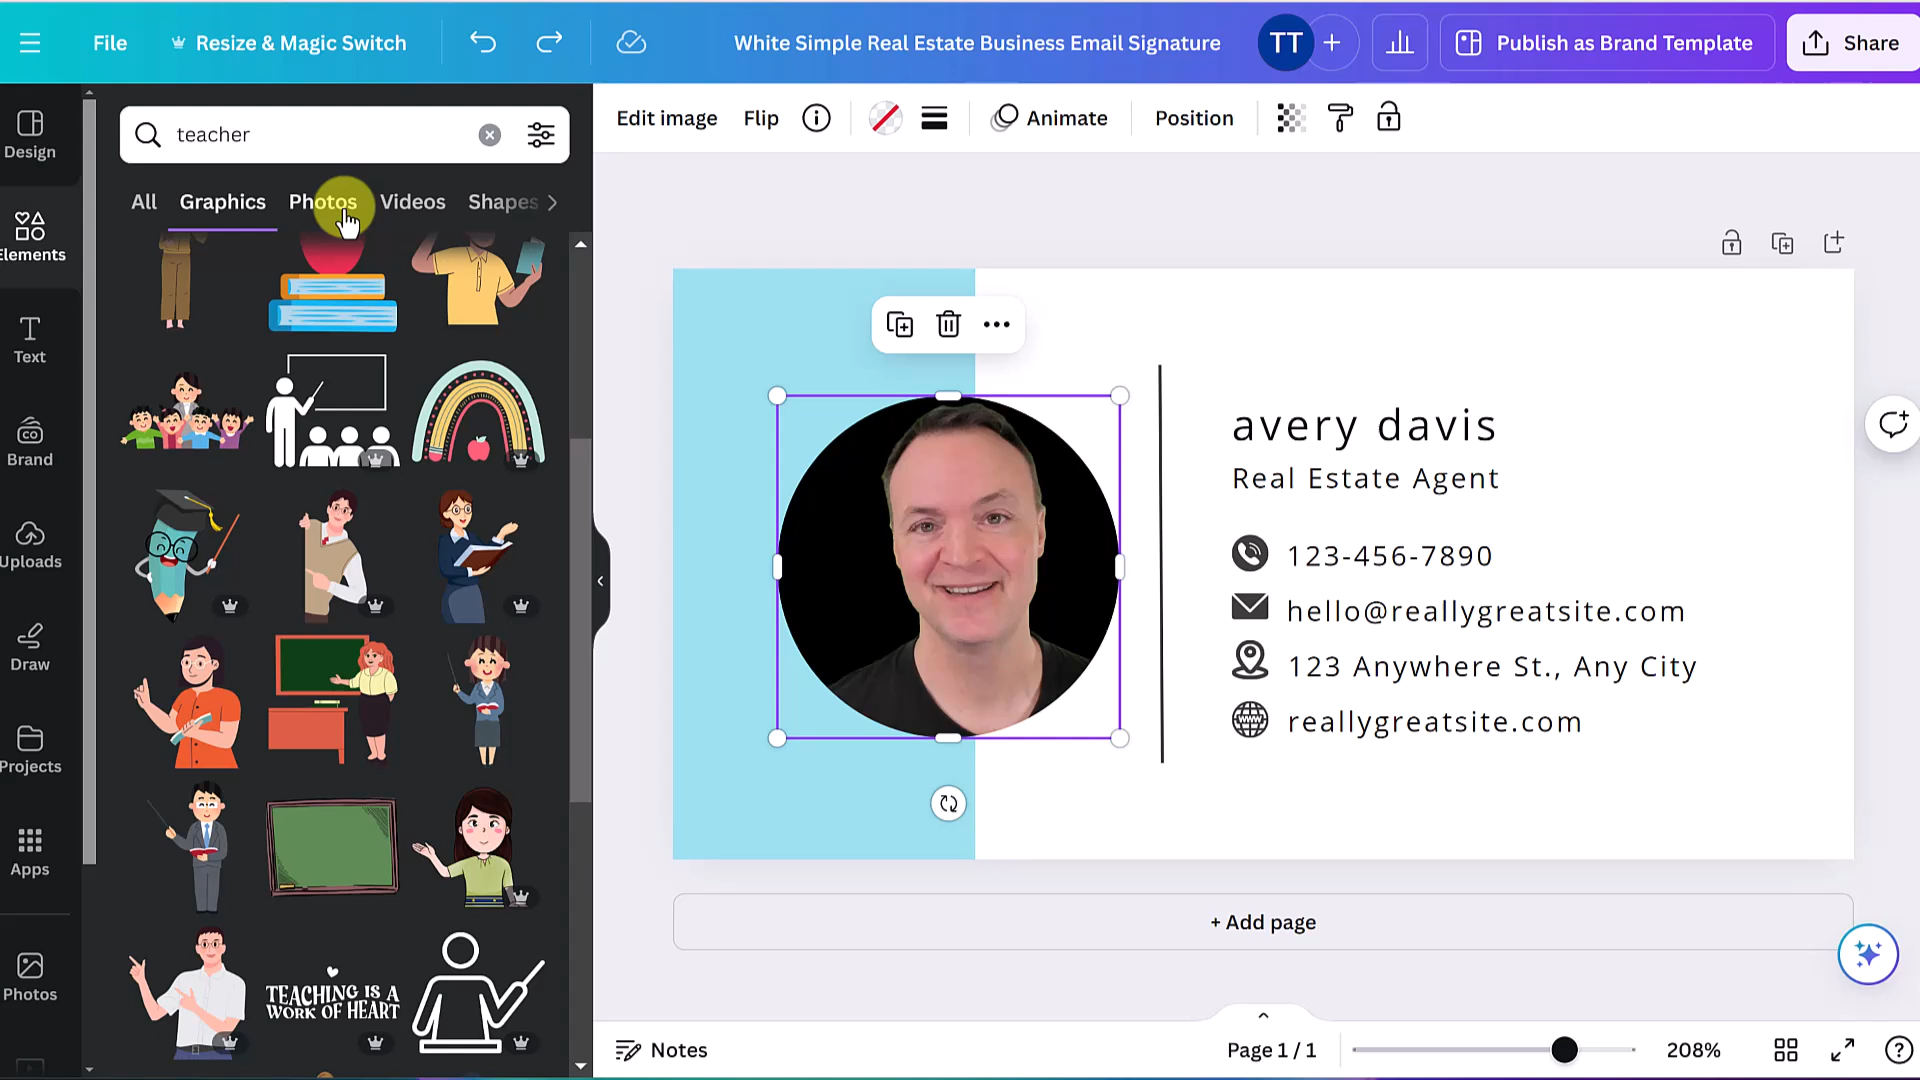 File
Resize & Magic Switch
White Simple Real Estate Business Email Signature
TT
Publish as Brand Template
Share
Design
Elements
Text
Brand
Uploads
Draw
Projects
Apps
Photos
teacher
All
Graphics
Photos
Videos
Shapes
TEACHING IS A
WORK OF HEART
Edit image
Flip
Animate
Position
avery davis
Real Estate Agent
123-456-7890
hello@reallygreatsite.com
123 Anywhere St., Any City
www
reallygreatsite.com
+ Add page
Notes
Page 1 / 1
208%